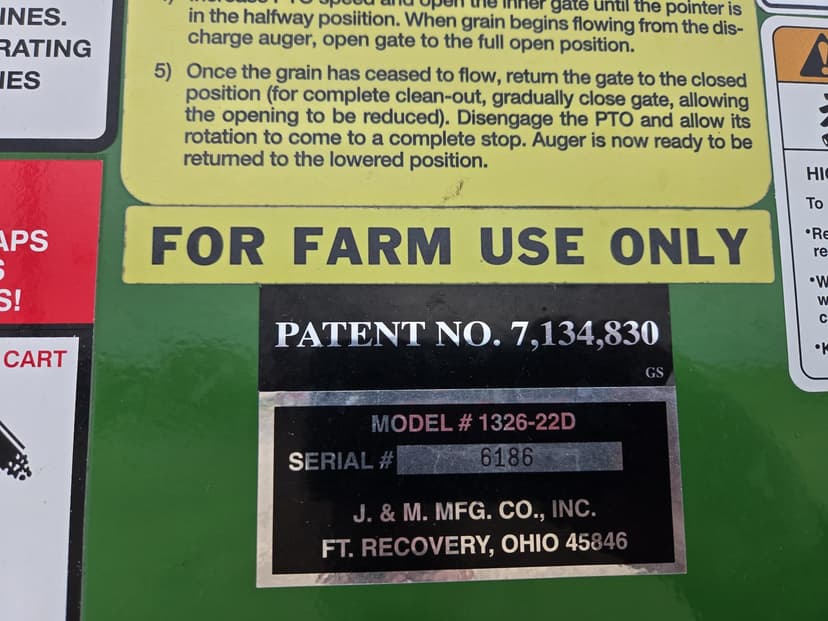 INES.
RATING
IES
in the halfway posiition. When grain begins flowing from the dis-
charge auger, open gate to the full open position.
5) Once the grain has ceased to flow, return the gate to the closed
position (for complete clean-out, gradually close gate, allowing
the opening to be reduced). Disengage the PTO and allow its
rotation to come to a complete stop. Auger is now ready to be
returned to the lowered position.
APS
S
S!
CART
FOR FARM USE ONLY
PATENT NO. 7,134,830
GS
MODEL # 1326-22D
SERIAL # 6186
J. & M. MFG. CO., INC.
FT. RECOVERY, OHIO 45846
HI
To
•Re
re
•W
w
c